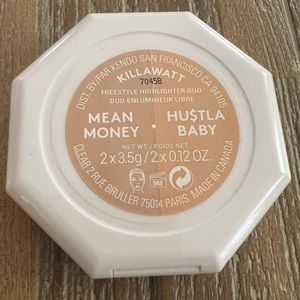 DIST. BY/PAR KENDO SAN FRANCISCO CA 94105
KILLAWATT
7045B
FREESTYLE HIGHLIGHTER DUO
DUO ENLUMINEUR LIBRE
MEAN MONEY • HU$TLA BABY
NET WT / POIDS NET
2 x 3.5g / 2 x 0.12 OZ.
CLEAR 2 RUE BRULLER 75014 PARIS. MADE IN CANADA